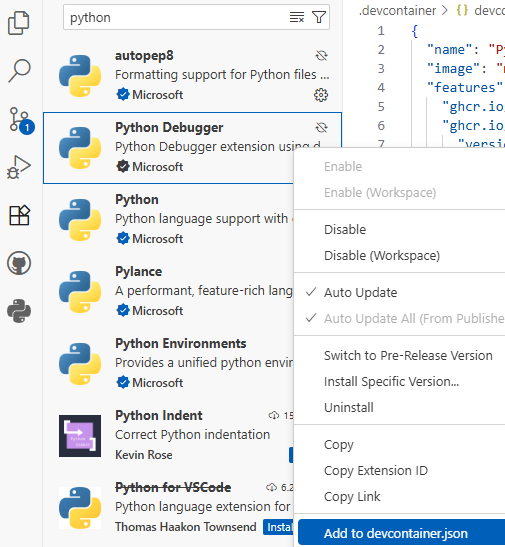 python
autopep8
Formatting support for Python files ...
Microsoft
Python Debugger
Python Debugger extension using d
Microsoft
Python
Python language support with
Microsoft
Pylance
A performant, feature-rich lang
Microsoft
Python Environments
Provides a unified python envir
Microsoft
Python Indent
15
Correct Python indentation
Kevin Rose
Python for VSCode
6.2
Python language extension for
Thomas Haakon Townsend
Instal
1
.devcontainer > {} devco
1 {
2 "name": "Py
3 "image": "
4 "features"
5 "ghcr.io/
6 "ghcr.io/
7 "versi
Enable
Enable (Workspace)
Disable
Disable (Workspace)
Auto Update
Auto Update All (From Publishe
Switch to Pre-Release Version
Install Specific Version...
Uninstall
Copy
Copy Extension ID
Copy Link
Add to devcontainer.json